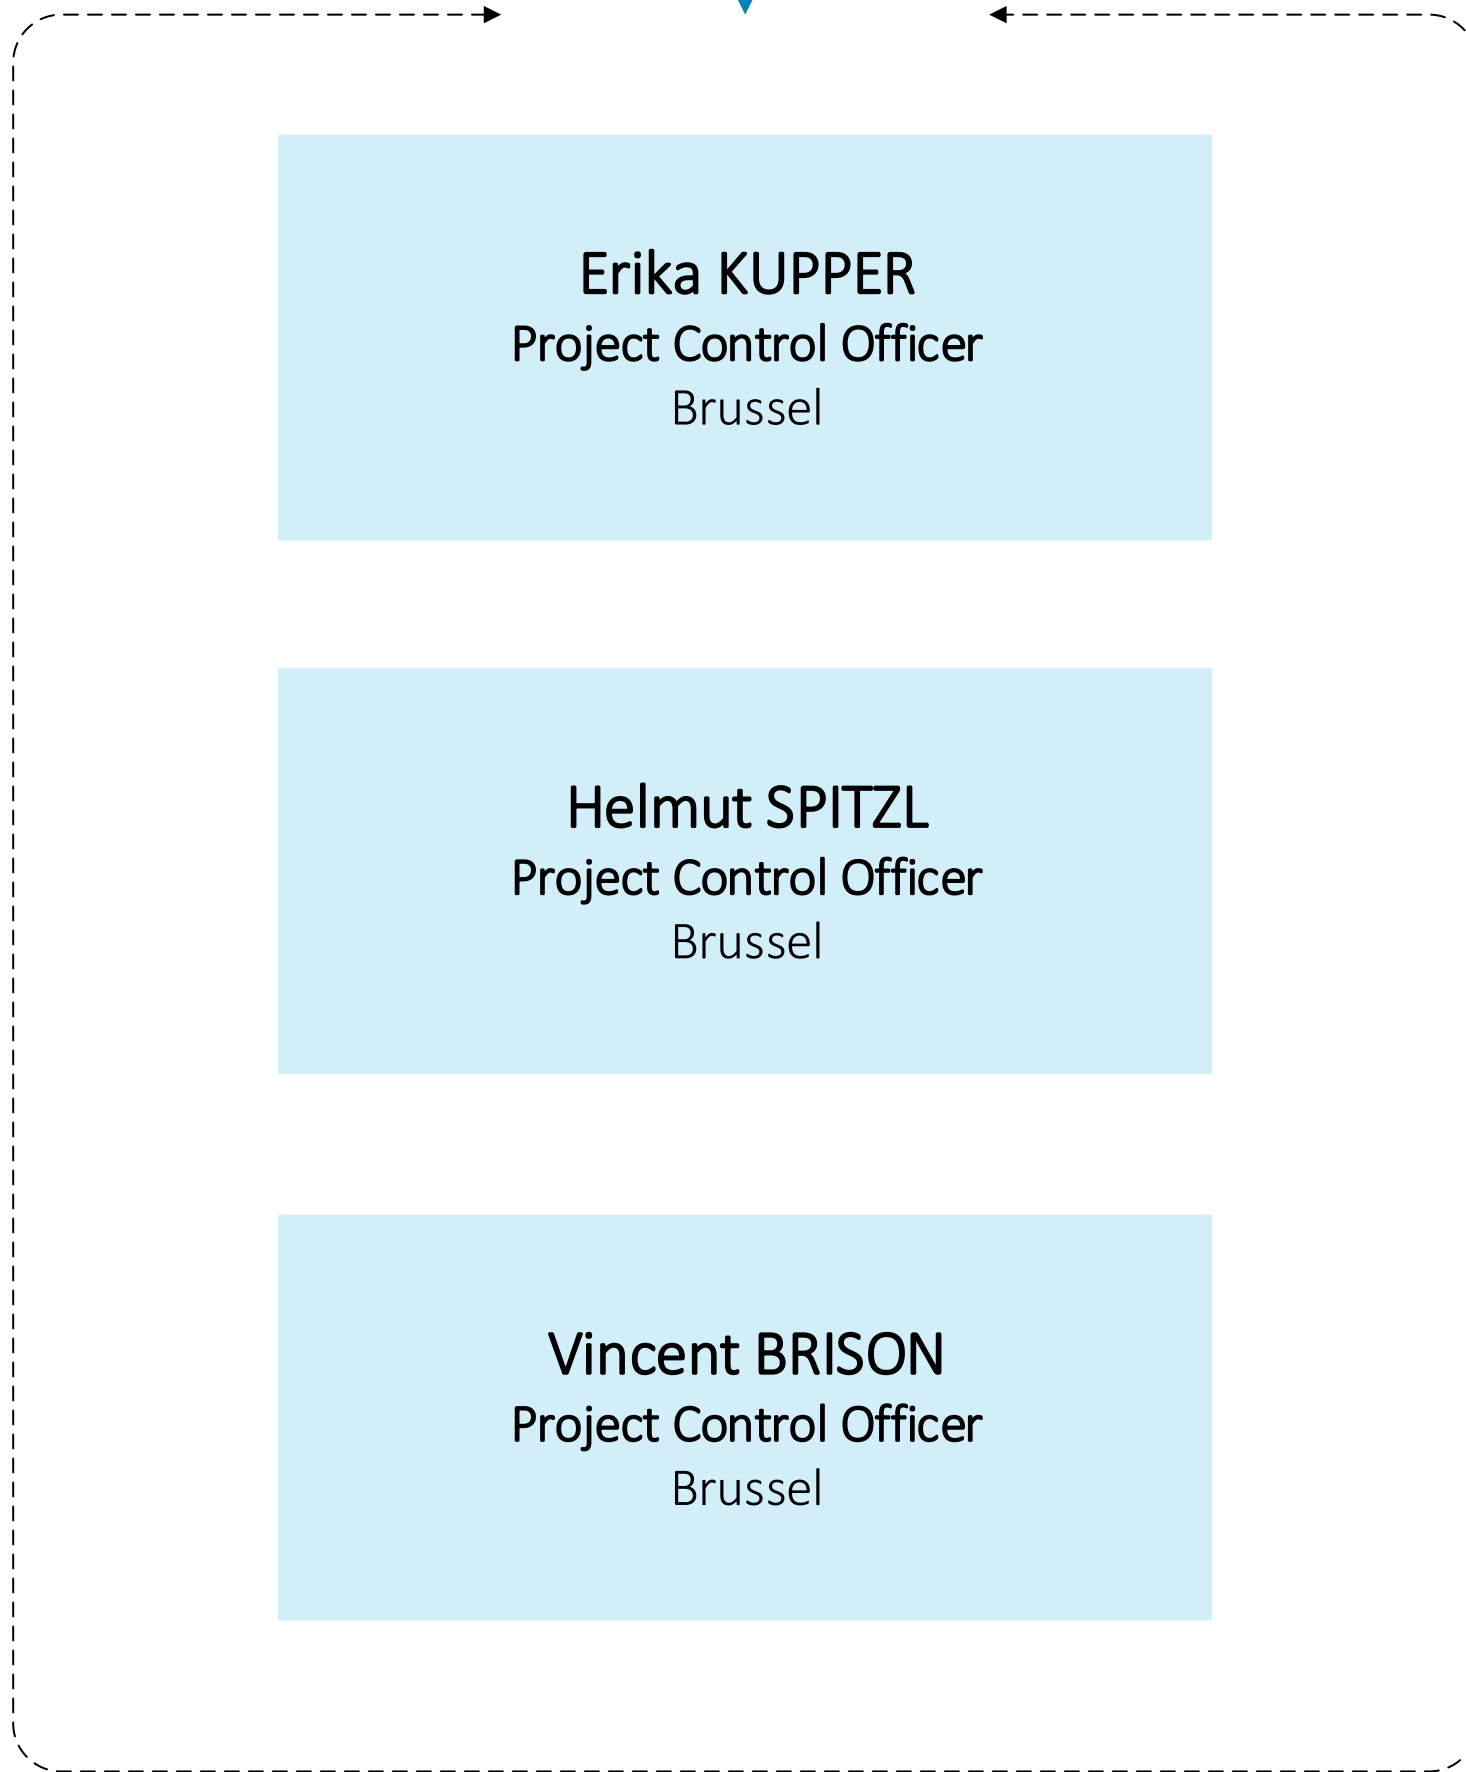 Erika KUPPER
Project Control Officer
Brussel
Helmut SPITZL
Project Control Officer
Brussel
Vincent BRISON
Project Control Officer
Brussel